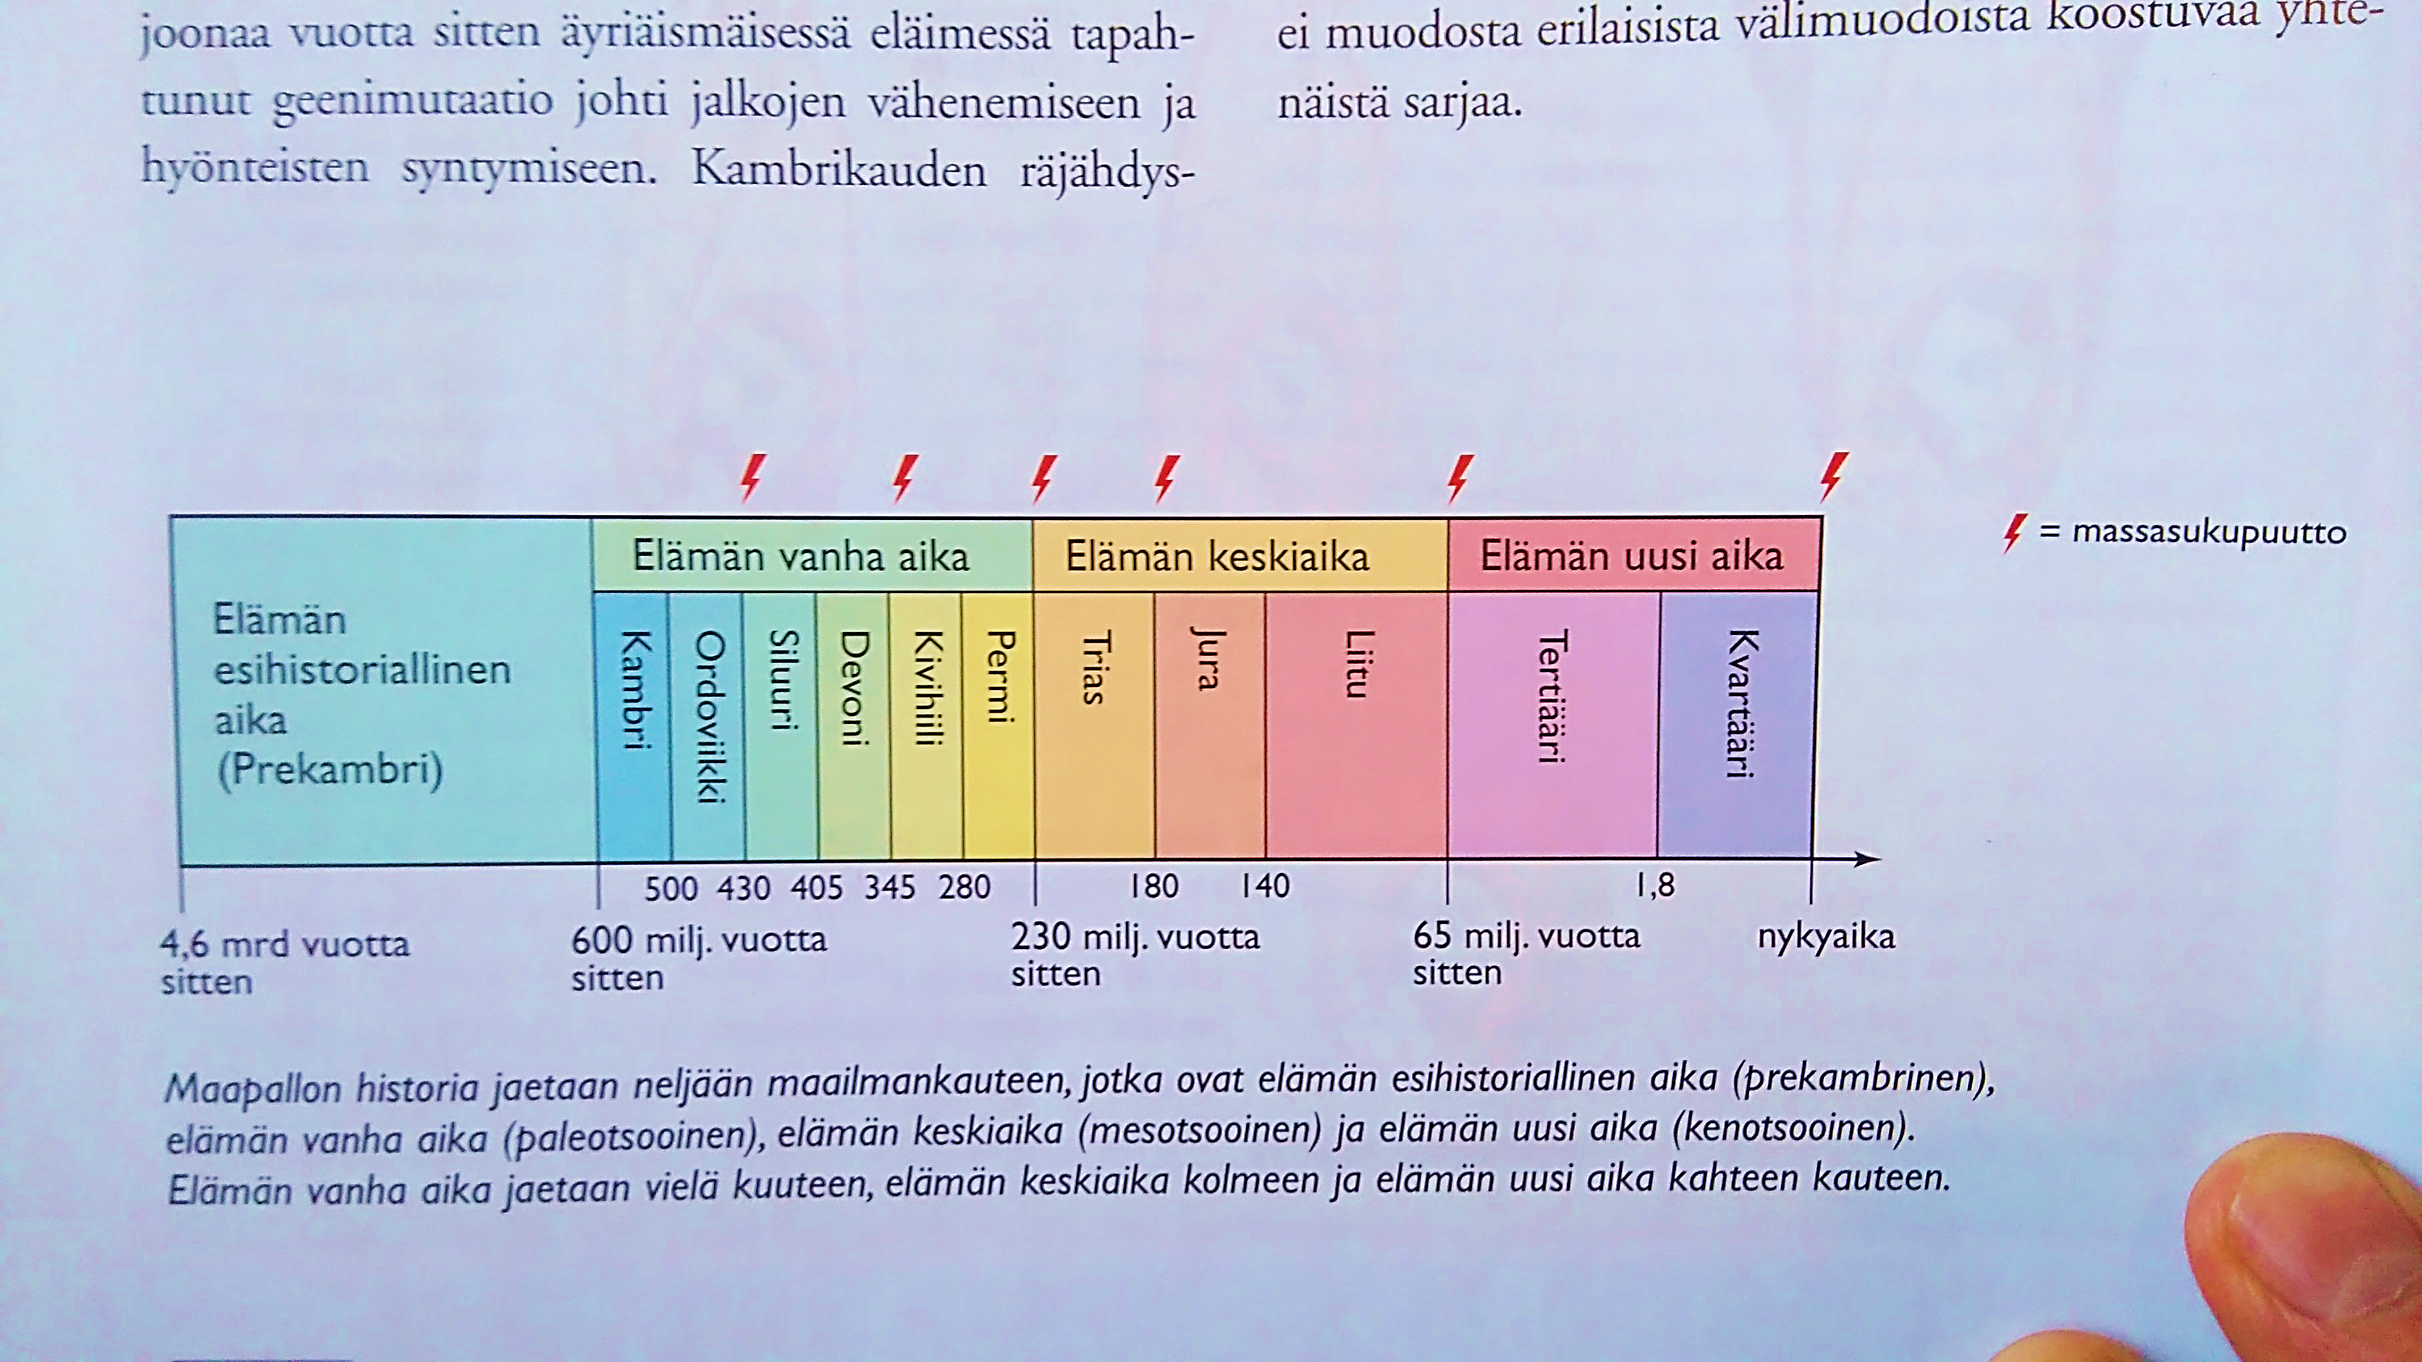 joonaa vuotta sitten äyriäismäisessä eläimessä tapah-
tunut geenimutaatio johti jalkojen vähenemiseen ja
hyönteisten syntymiseen. Kambrikauden räjähdys-
ei muodosta erilaisista välimuodoista koostuvaa yhte-
näistä sarjaa.
= massasukupuutto
Elämän vanha aika
Elämän keskiaika
Elämän uusi aika
Elämän
esihistoriallinen
aika
(Prekambri)
Kambri
Ordoviikki
Siluuri
Devoni
Kivihiili
Permi
Trias
Jura
Liitu
Tertiääri
Kvartääri
500 430 405 345 280 180 140 1,8
4,6 mrd vuotta
sitten
600 milj. vuotta
sitten
230 milj. vuotta
sitten
65 milj. vuotta
sitten
nykyaika
Maapallon historia jaetaan neljään maailmankauteen, jotka ovat elämän esihistoriallinen aika (prekambrinen),
elämän vanha aika (paleotsooinen), elämän keskiaika (mesotsooinen) ja elämän uusi aika (kenotsooinen).
Elämän vanha aika jaetaan vielä kuuteen, elämän keskiaika kolmeen ja elämän uusi aika kahteen kauteen.